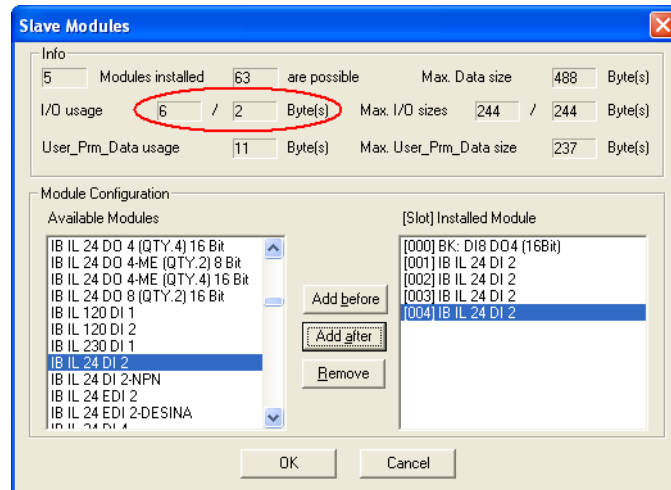 Slave Modules
Info
5 Modules installed 63 are possible Max. Data size 488 Byte(s)
I/O usage 6 / 2 Byte(s) Max. I/O sizes 244 / 244 Byte(s)
User_Prm_Data usage 11 Byte(s) Max. User_Prm_Data size 237 Byte(s)
Module Configuration
Available Modules [Slot] Installed Module
IB IL 24 DO 4 (QTY.4) 16 Bit
IB IL 24 DO 4-ME (QTY.2) 8 Bit
IB IL 24 DO 4-ME (QTY.4) 16 Bit
IB IL 24 DO 8 (QTY.2) 16 Bit
IB IL 120 DI 1
IB IL 120 DI 2
IB IL 230 DI 1
IB IL 24 DI 2
IB IL 24 DI 2-NPN
IB IL 24 EDI 2
IB IL 24 EDI 2-DESINA
IB IL 24 DI 4
Add before
Add after
Remove
[000] BK: DI8 DO4 (16Bit)
[001] IB IL 24 DI 2
[002] IB IL 24 DI 2
[003] IB IL 24 DI 2
[004] IB IL 24 DI 2
OK Cancel